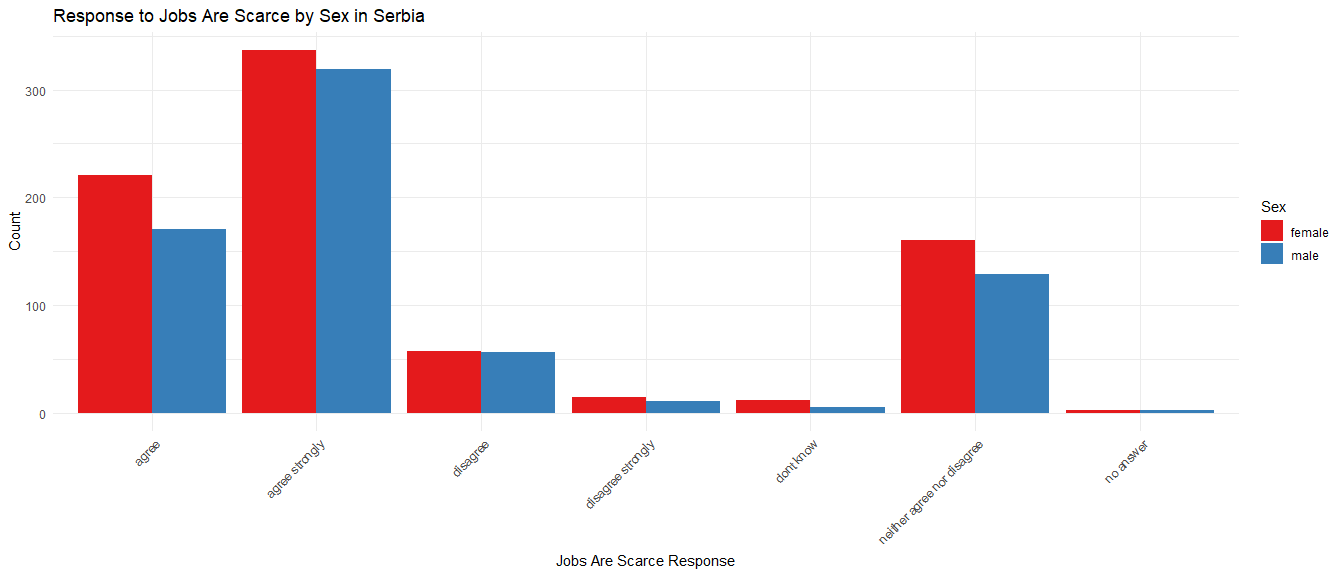 Response to Jobs Are Scarce by Sex in Serbia
Count
300
200
100
0
agree
agree strongly
disagree
disagree strongly
dont know
neither agree nor disagree
no answer
Jobs Are Scarce Response
Sex
female
male